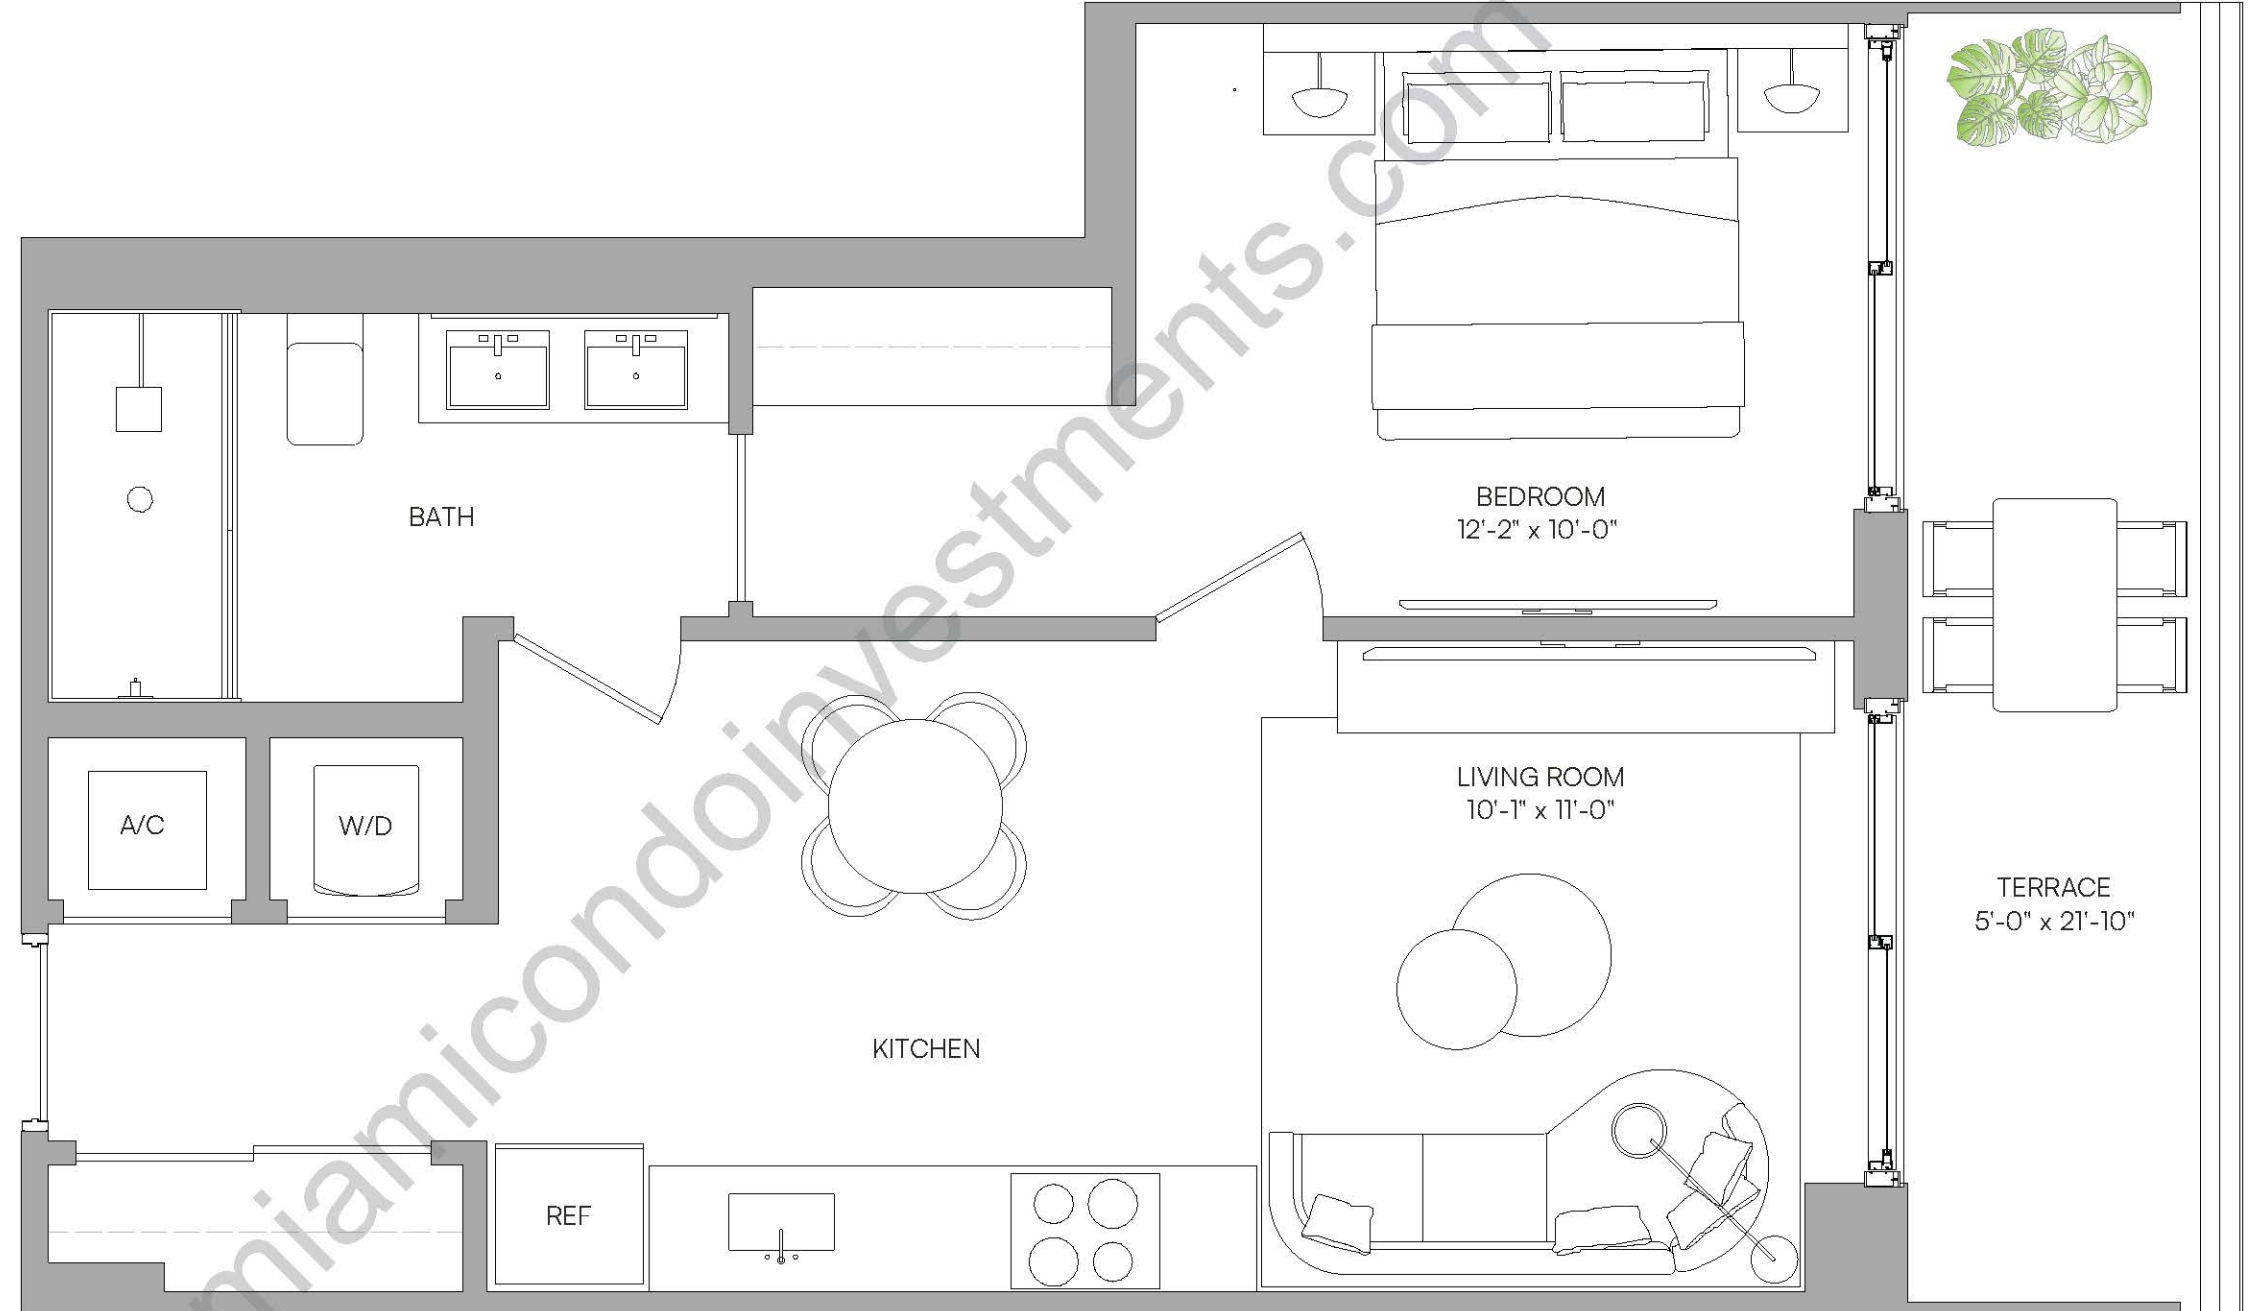 BEDROOM
12'-2" x 10'-0"
BATH
LIVING ROOM
10'-1" x 11'-0"
A/C
W/D
TERRACE
5'-0" x 21'-10"
KITCHEN
REF
miamicondoinvestments.com